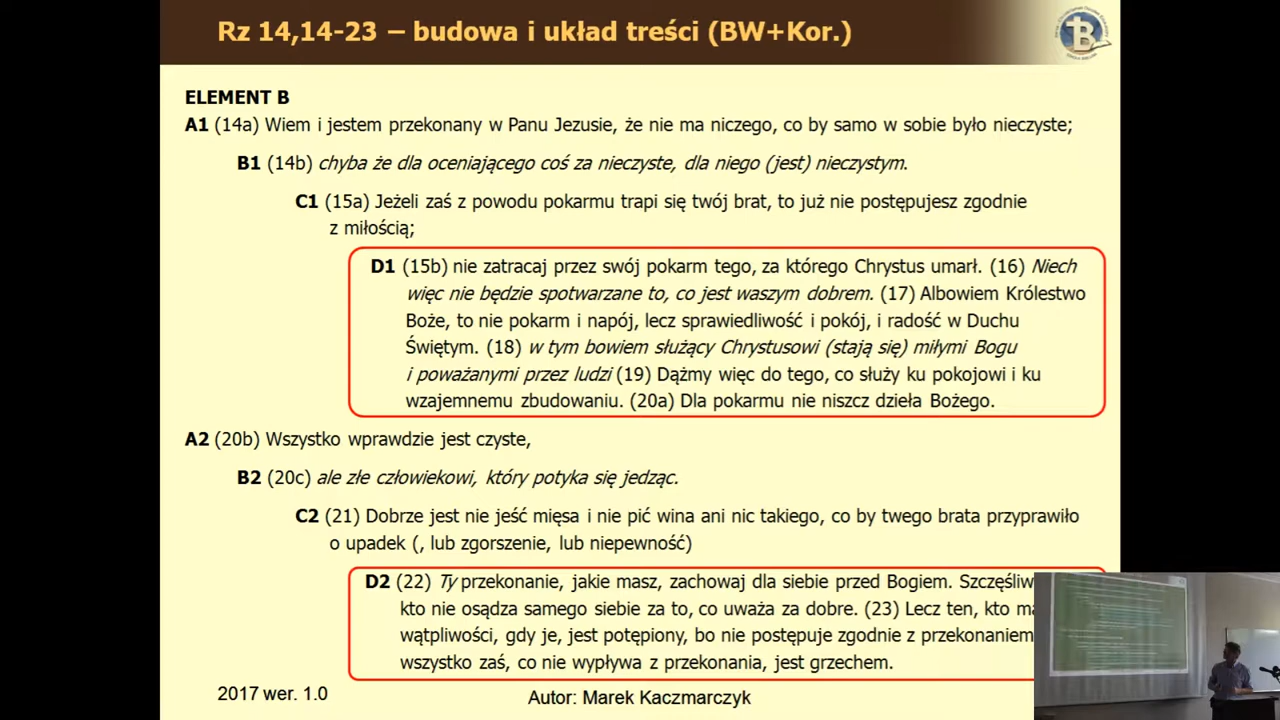 Rz 14,14-23 – budowa i układ treści (BW+Kor.)
B
ELEMENT B
A1 (14a) Wiem i jestem przekonany w Panu Jezusie, że nie ma niczego, co by samo w sobie było nieczyste;
B1 (14b) chyba że dla oceniającego coś za nieczyste, dla niego (jest) nieczystym.
C1 (15a) Jeżeli zaś z powodu pokarmu trapi się twój brat, to już nie postępujesz zgodnie
z miłością;
D1 (15b) nie zatracaj przez swój pokarm tego, za którego Chrystus umarł. (16) Niech
więc nie będzie spotwarzane to, co jest waszym dobrem. (17) Albowiem Królestwo
Boże, to nie pokarm i napój, lecz sprawiedliwość i pokój, i radość w Duchu
Świętym. (18) w tym bowiem służący Chrystusowi (stają się) miłymi Bogu
i poważanymi przez ludzi (19) Dążmy więc do tego, co służy ku pokojowi i ku
wzajemnemu zbudowaniu. (20a) Dla pokarmu nie niszcz dzieła Bożego.
A2 (20b) Wszystko wprawdzie jest czyste,
B2 (20c) ale złe człowiekowi, który potyka się jedząc.
C2 (21) Dobrze jest nie jeść mięsa i nie pić wina ani nic takiego, co by twego brata przyprawiło
o upadek (, lub zgorszenie, lub niepewność)
D2 (22) Ty przekonanie, jakie masz, zachowaj dla siebie przed Bogiem. Szczęśliw
kto nie osądza samego siebie za to, co uważa za dobre. (23) Lecz ten, kto ma
wątpliwości, gdy je, jest potępiony, bo nie postępuje zgodnie z przekonaniem
wszystko zaś, co nie wypływa z przekonania, jest grzechem.
2017 wer. 1.0
Autor: Marek Kaczmarczyk